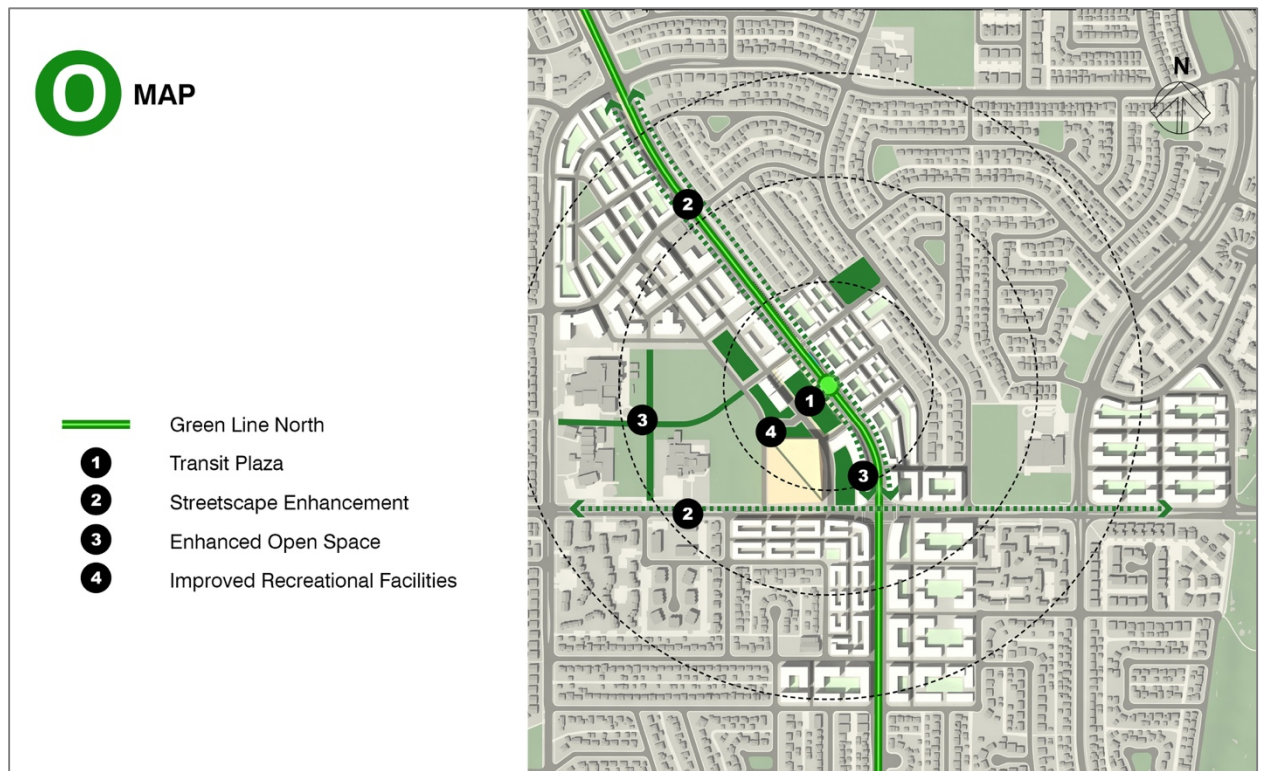 O MAP
Green Line North
1 Transit Plaza
2 Streetscape Enhancement
3 Enhanced Open Space
4 Improved Recreational Facilities
N
2
1
3
4
3
2